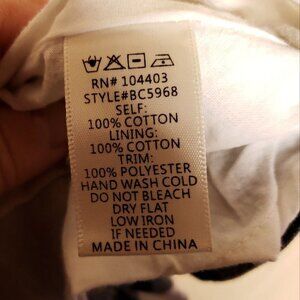 RN# 104403
STYLE#BC5968
SELF:
100% COTTON
LINING:
100% COTTON
TRIM:
100% POLYESTER
HAND WASH COLD
DO NOT BLEACH
DRY FLAT
LOW IRON
IF NEEDED
MADE IN CHINA